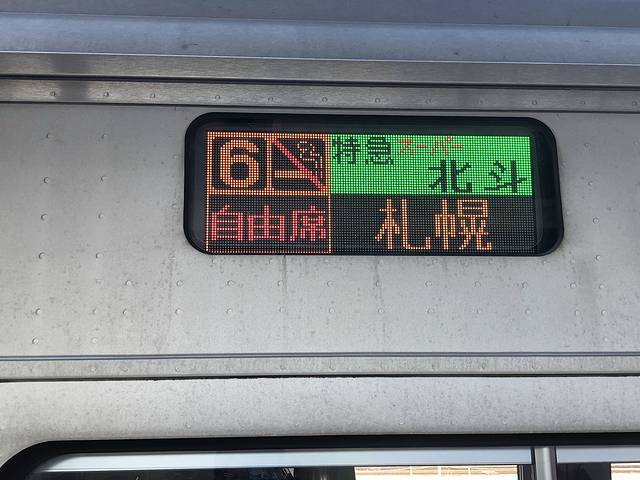 6 特急 スーパー
北斗
自由席 札幌